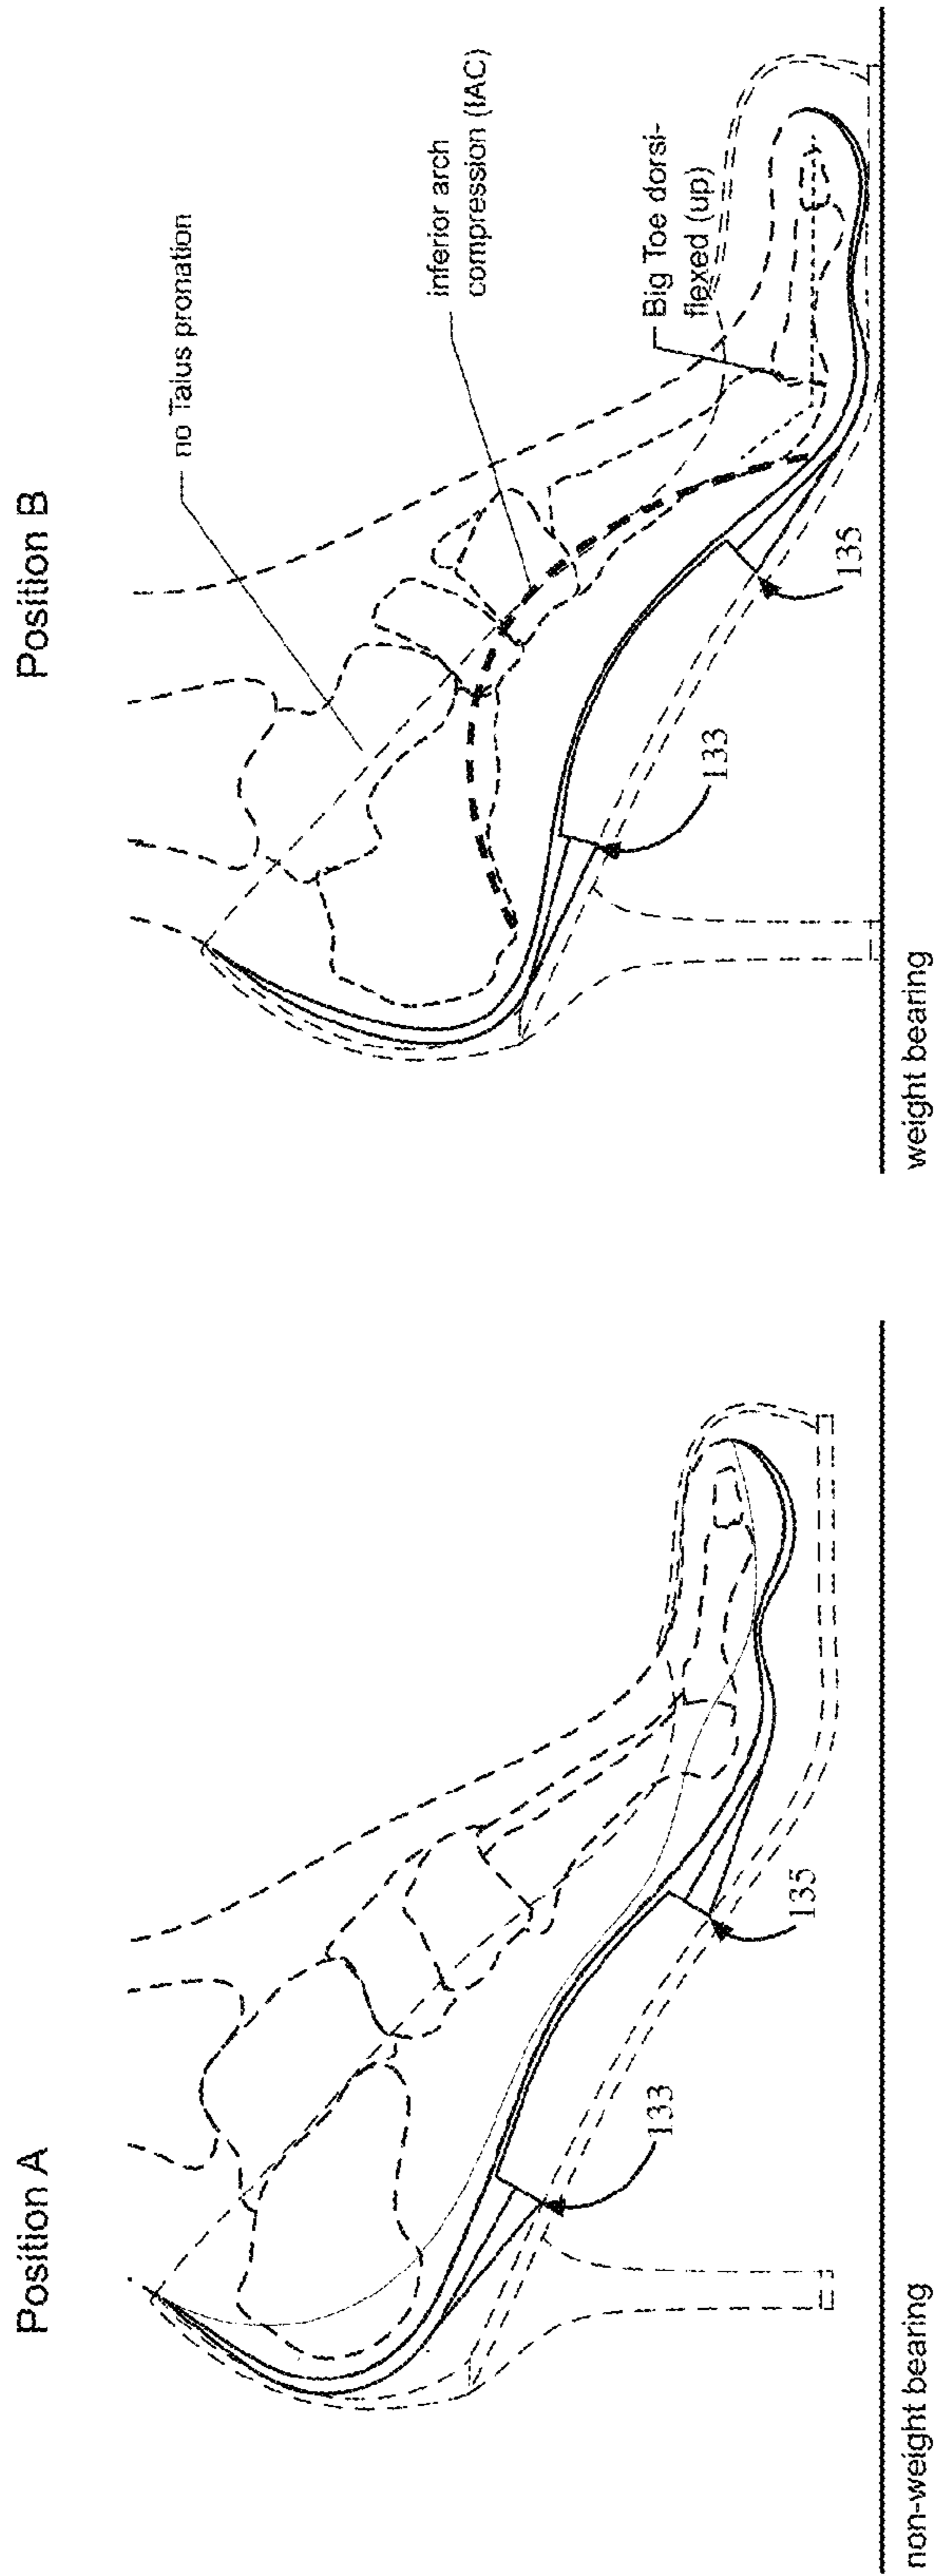 Position A
133
135
non-weight bearing
Position B
no Talus pronation
inferior arch
compression (IAC)
Big Toe dorsi-
flexed (up)
133
135
weight bearing